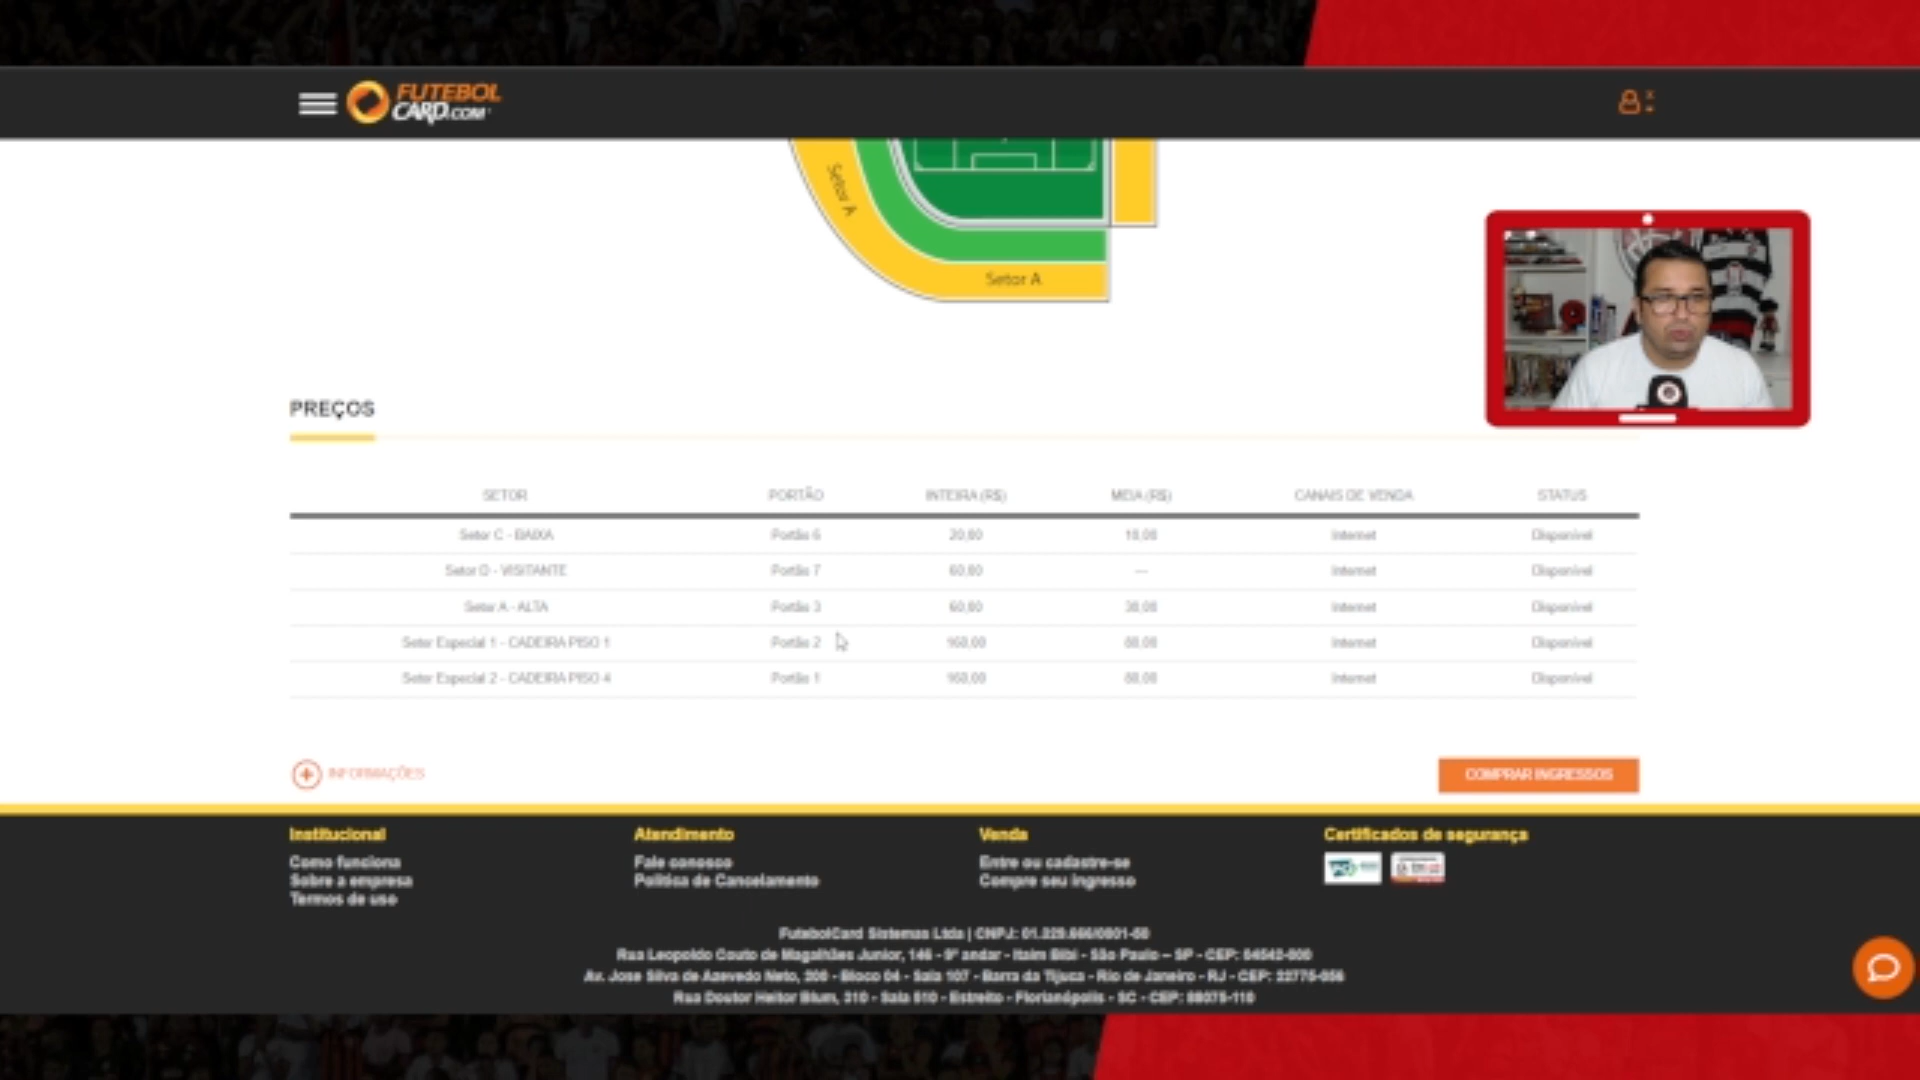 FUTEBOL
CARD.COM
Setor A
Setor A
PREÇOS
SETOR PORTÃO INTEIRA (R$) MEIA (R$) CANAIS DE VENDA STATUS
Setor C - BAIXA Portão 6 20,00 10,00 Internet Disponível
Setor D - VISITANTE Portão 7 60,00 --- Internet Disponível
Setor A - ALTA Portão 3 60,00 30,00 Internet Disponível
Setor Especial 1 - CADEIRA PISO 1 Portão 2 160,00 80,00 Internet Disponível
Setor Especial 2 - CADEIRA PISO 4 Portão 1 160,00 80,00 Internet Disponível
INFORMAÇÕES
COMPRAR INGRESSOS
Institucional Atendimento Venda Certificados de segurança
Como funciona Fale conosco Entre ou cadastre-se
Sobre a empresa Política de Cancelamento Compre seu ingresso
Termos de uso
FutebolCard Sistemas Ltda | CNPJ:
Rua Leopoldo Couto de Magalhães Junior, 146 - 9º andar - Itaim Bibi - São Paulo – SP - CEP: 04542-000
Av. Jose Silva de Azevedo Neto, 200 - Bloco 04 - Sala 107 - Barra da Tijuca - Rio de Janeiro - RJ - CEP: 22775-056
Rua Doutor Heitor Blum, 310 - Sala 810 - Estreito - Florianópolis - SC - CEP: 88075-110